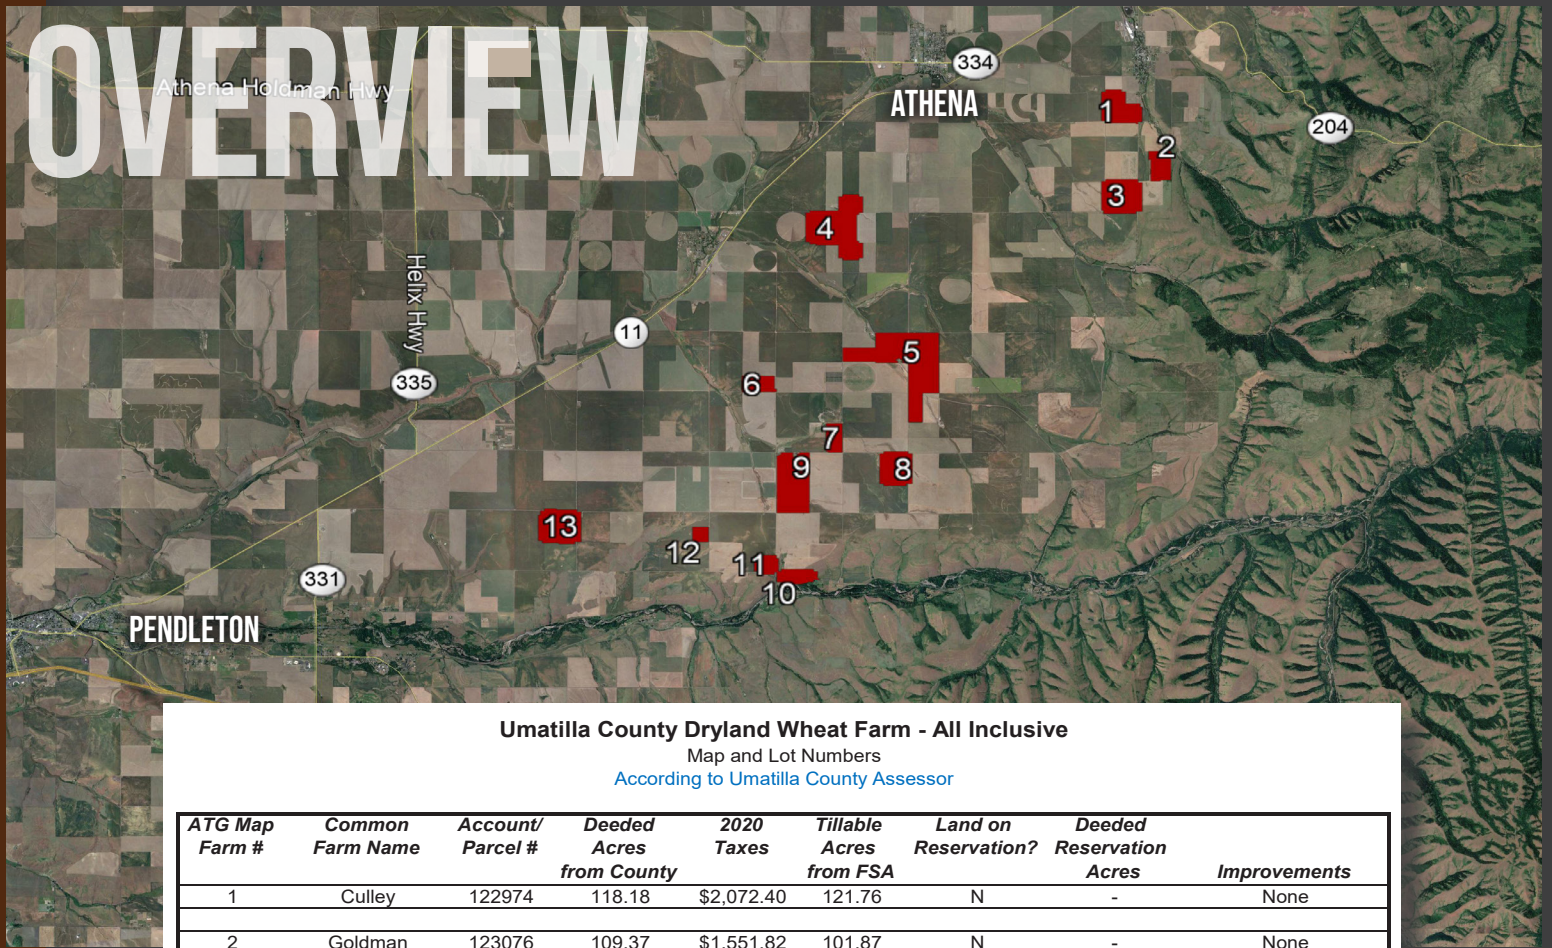 OVERVIEW
Athena Holdman Hwy
334
ATHENA
1
204
2
3
4
Helix Hwy
11
5
335
6
7
9
8
13
12
11
10
331
PENDLETON
Umatilla County Dryland Wheat Farm - All Inclusive
Map and Lot Numbers
According to Umatilla County Assessor
ATG Map Common Account/ Deeded 2020 Tillable Land on Deeded
Farm # Farm Name Parcel # Acres Taxes Acres Reservation? Reservation
from County from FSA Acres Improvements
1 Culley 122974 118.18 $2,072.40 121.76 N - None
2 Goldman 123076 109.37 $1,551.82 101.87 N - None